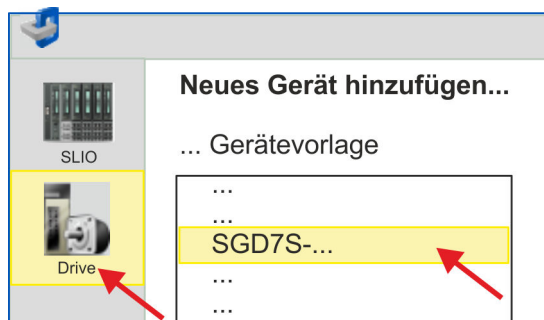 Neues Gerät hinzufügen...
SLIO
... Gerätevorlage
...
...
SGD7S-...
Drive
...
...